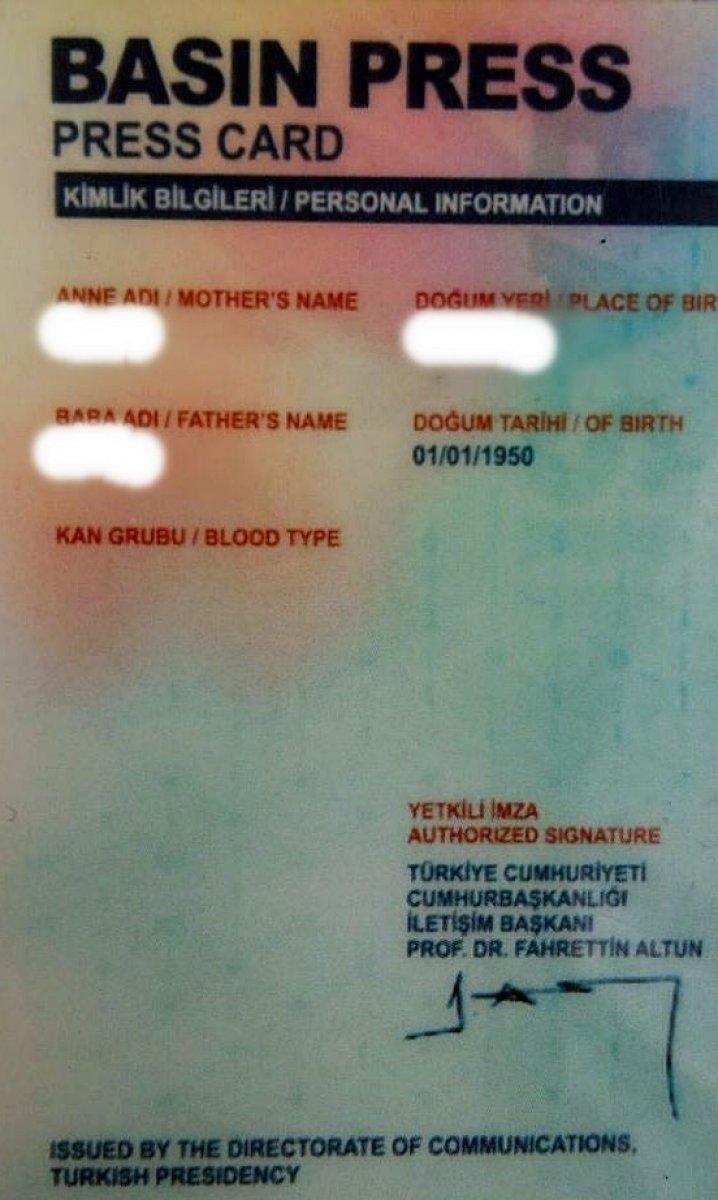 BASIN PRESS
PRESS CARD
KİMLİK BİLGİLERİ / PERSONAL INFORMATION
ANNE ADI / MOTHER'S NAME
DOĞUM YERİ / PLACE OF BIR
BABA ADI / FATHER'S NAME
DOĞUM TARİHİ / OF BIRTH
01/01/1950
KAN GRUBU / BLOOD TYPE
YETKİLİ İMZA
AUTHORIZED SIGNATURE
TÜRKİYE CUMHURİYETİ
CUMHURBAŞKANLIĞI
İLETİŞİM BAŞKANI
PROF. DR. FAHRETTİN ALTUN
ISSUED BY THE DIRECTORATE OF COMMUNICATIONS,
TURKISH PRESIDENCY